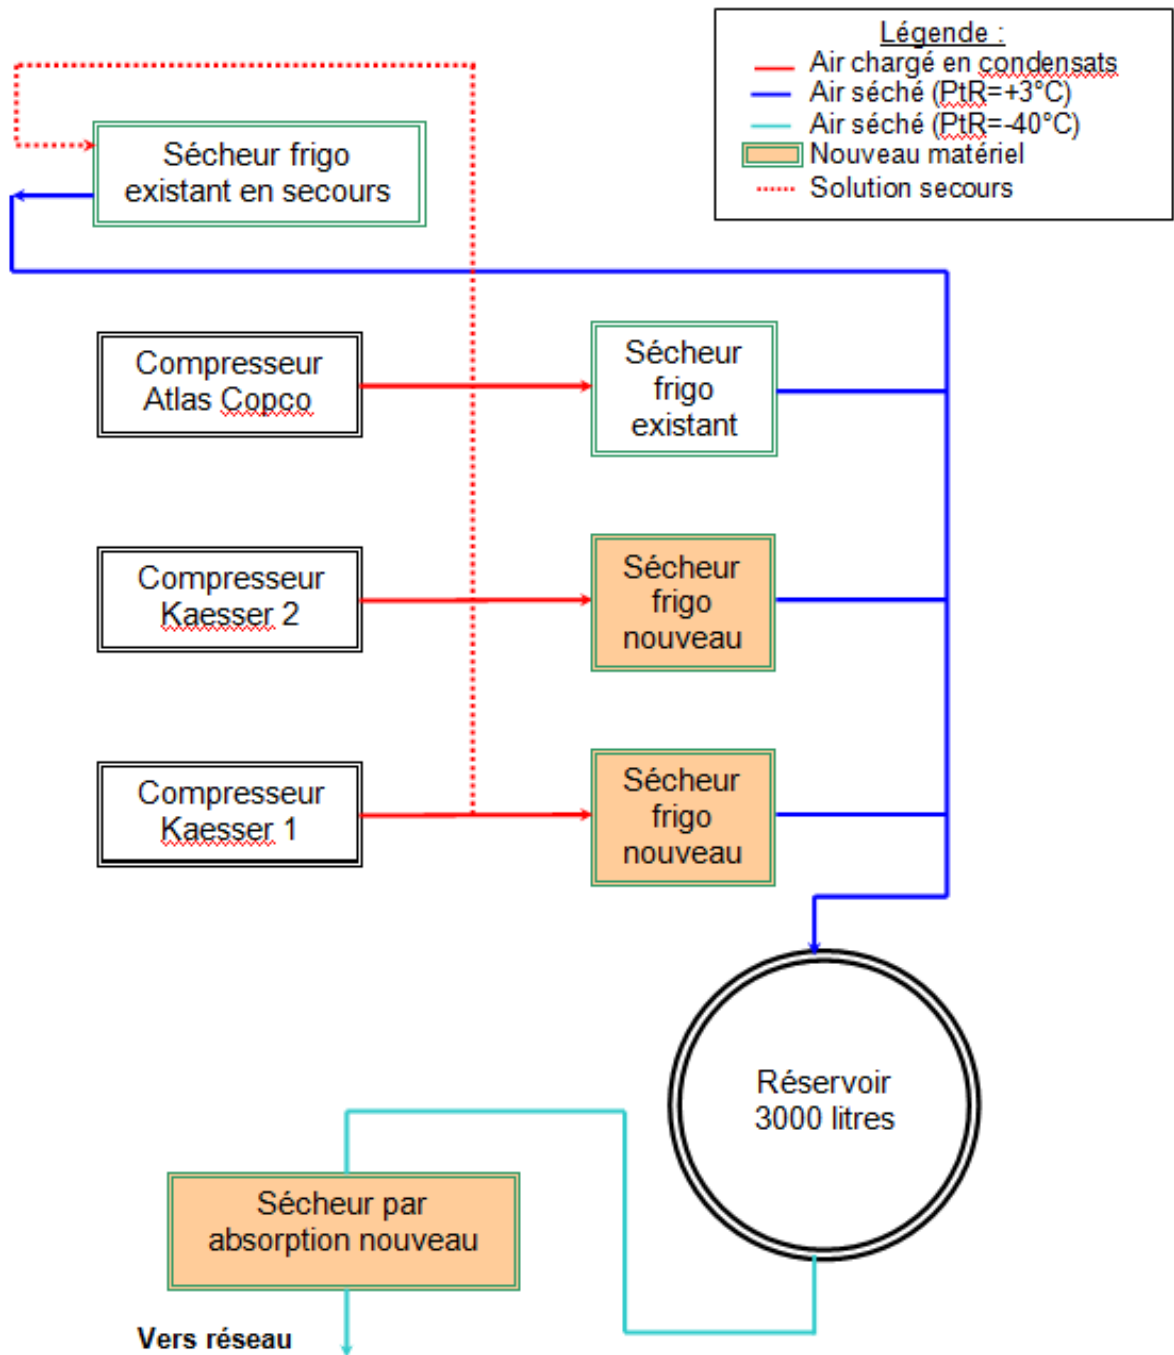 Légende :
Air chargé en condensats
Air séché (PtR=+3°C)
Air séché (PtR=-40°C)
Nouveau matériel
Solution secours
Sécheur frigo
existant en secours
Compresseur
Atlas Copco
Sécheur
frigo
existant
Compresseur
Kaesser 2
Sécheur
frigo
nouveau
Compresseur
Kaesser 1
Sécheur
frigo
nouveau
Réservoir
3000 litres
Sécheur par
absorption nouveau
Vers réseau